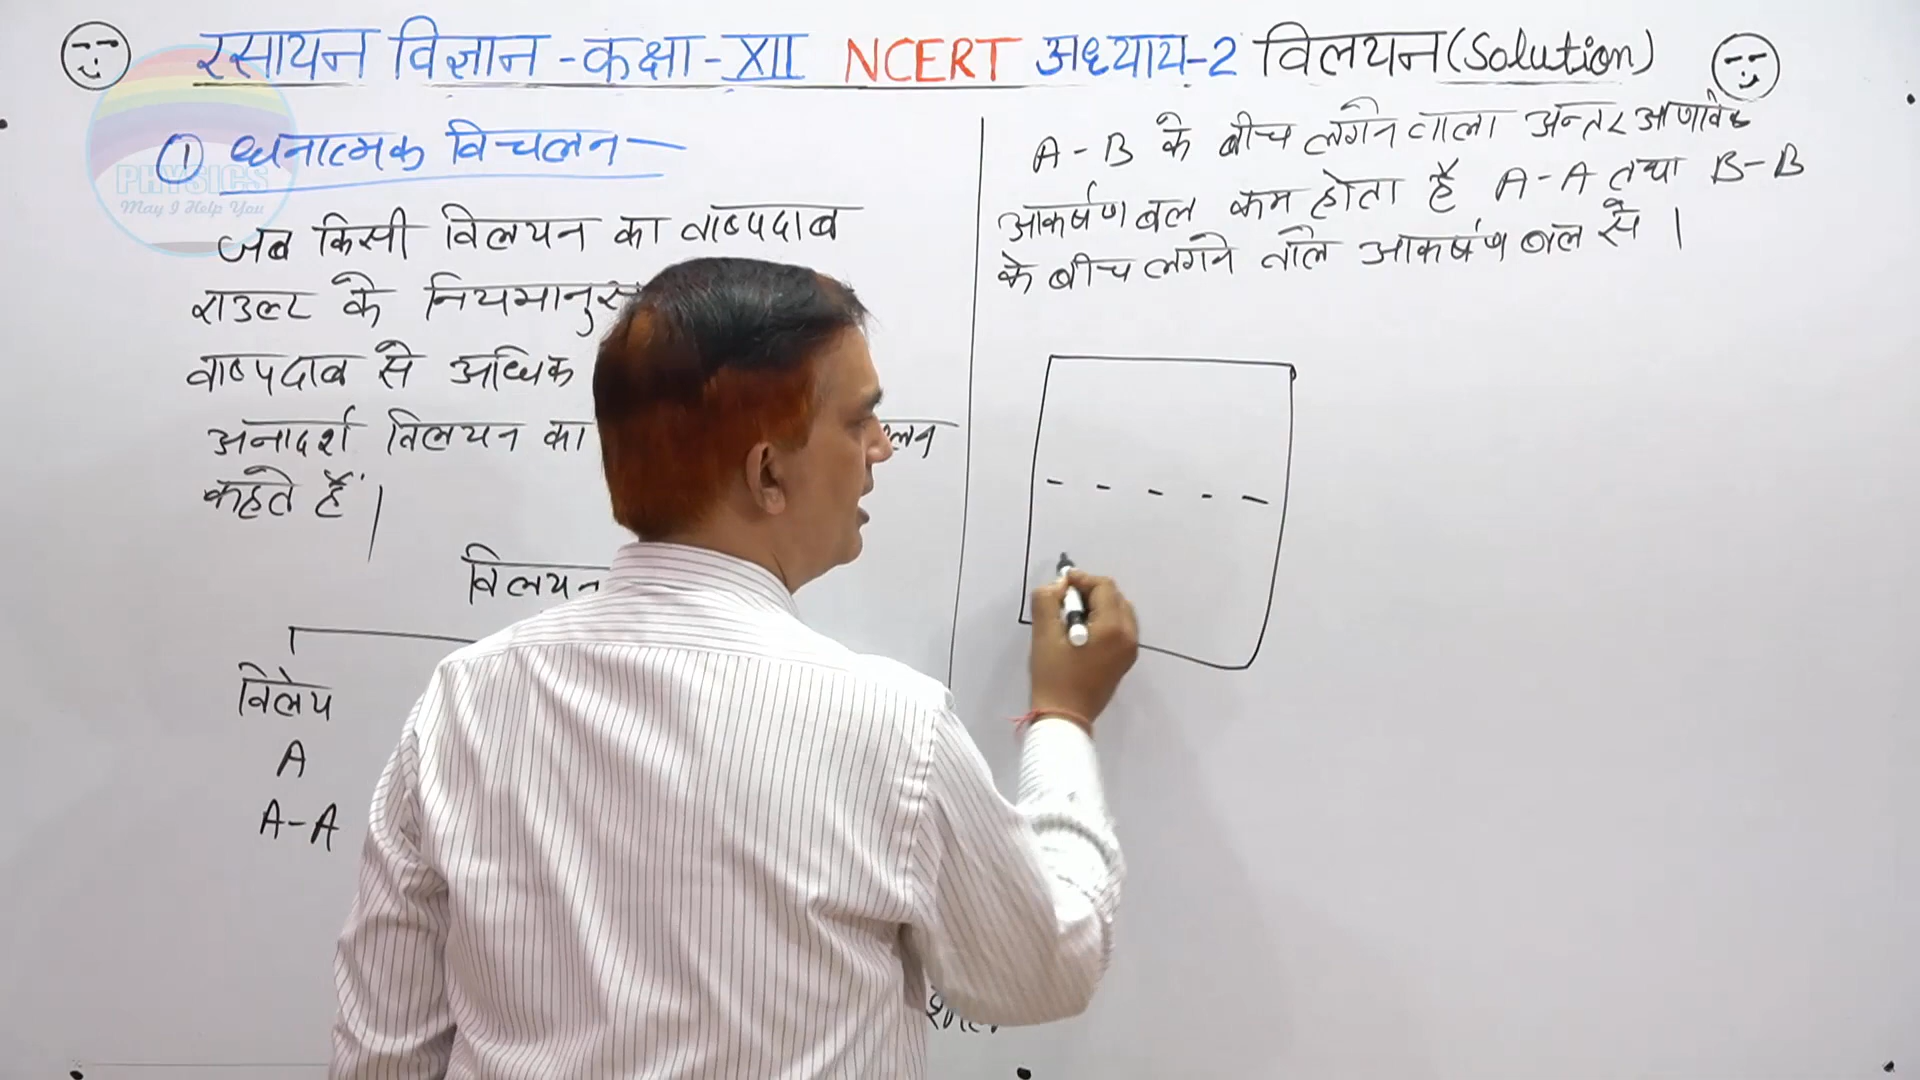 रसायन विज्ञान -कक्षा-XII NCERT अध्याय-2 विलयन (Solution)
① धनात्मक विचलन —
जब किसी विलयन का वाष्पदाब
राउल्ट के नियमानुस
वाष्पदाब से अधिक
अनादर्श विलयन का
कहते हैं।
विलयन
विलेय
A
A-A
A-B के बीच लगने वाला अन्तर आणविक
आकर्षण बल कम होता है A-A तथा B-B
के बीच लगने वाले आकर्षण बल से।
PHYSICS
May I Help You